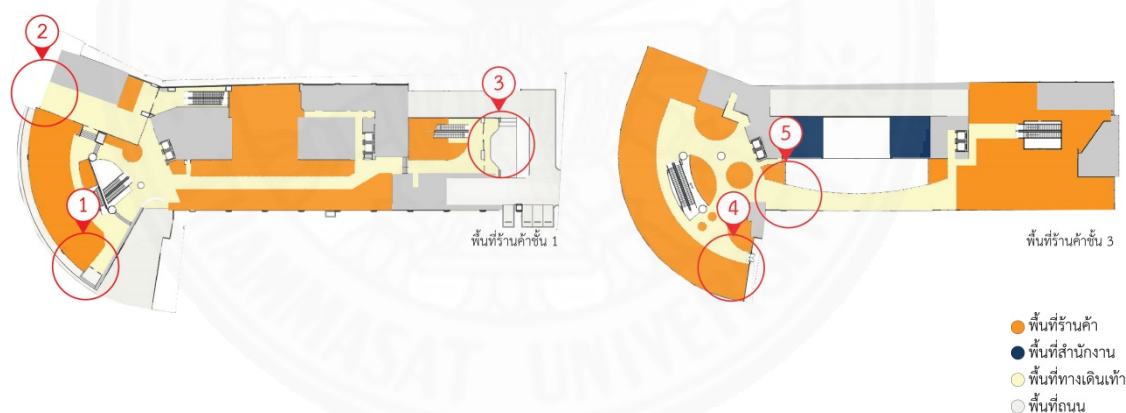 2
3
1
5
4
พื้นที่ร้านค้าชั้น 1
พื้นที่ร้านค้าชั้น 3
พื้นที่ร้านค้า
พื้นที่สำนักงาน
พื้นที่ทางเดินเท้า
พื้นที่ถนน